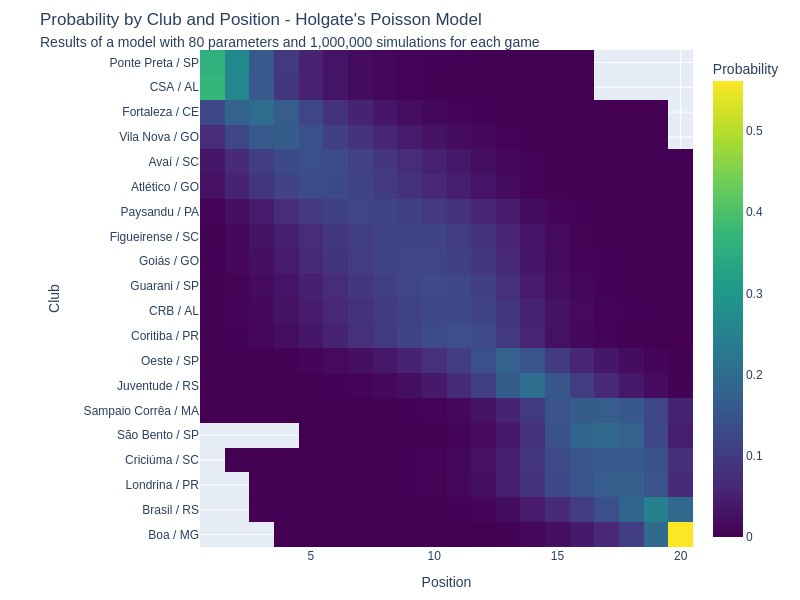 Probability by Club and Position - Holgate's Poisson Model
Results of a model with 80 parameters and 1,000,000 simulations for each game
Probability
Ponte Preta / SP
CSA / AL
Fortaleza / CE
Vila Nova / GO
Avaí / SC
Atlético / GO
Paysandu / PA
Figueirense / SC
Goiás / GO
Guarani / SP
CRB / AL
Coritiba / PR
Oeste / SP
Juventude / RS
Sampaio Corrêa / MA
São Bento / SP
Criciúma / SC
Londrina / PR
Brasil / RS
Boa / MG
Club
5
10
15
20
Position
0.5
0.4
0.3
0.2
0.1
0